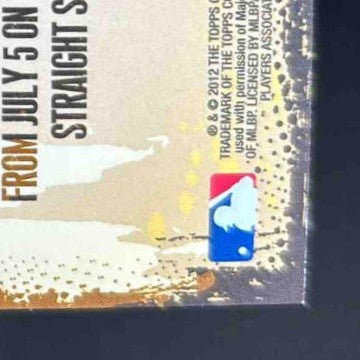 FROM JULY 5 ON
STRAIGHT S
® & © 2012 THE TOPPS C
TRADEMARK OF THE TOPPS C
used with permission of Maj
OF MLBP. LICENSED BY MLBPA
PLAYERS ASSOCIA